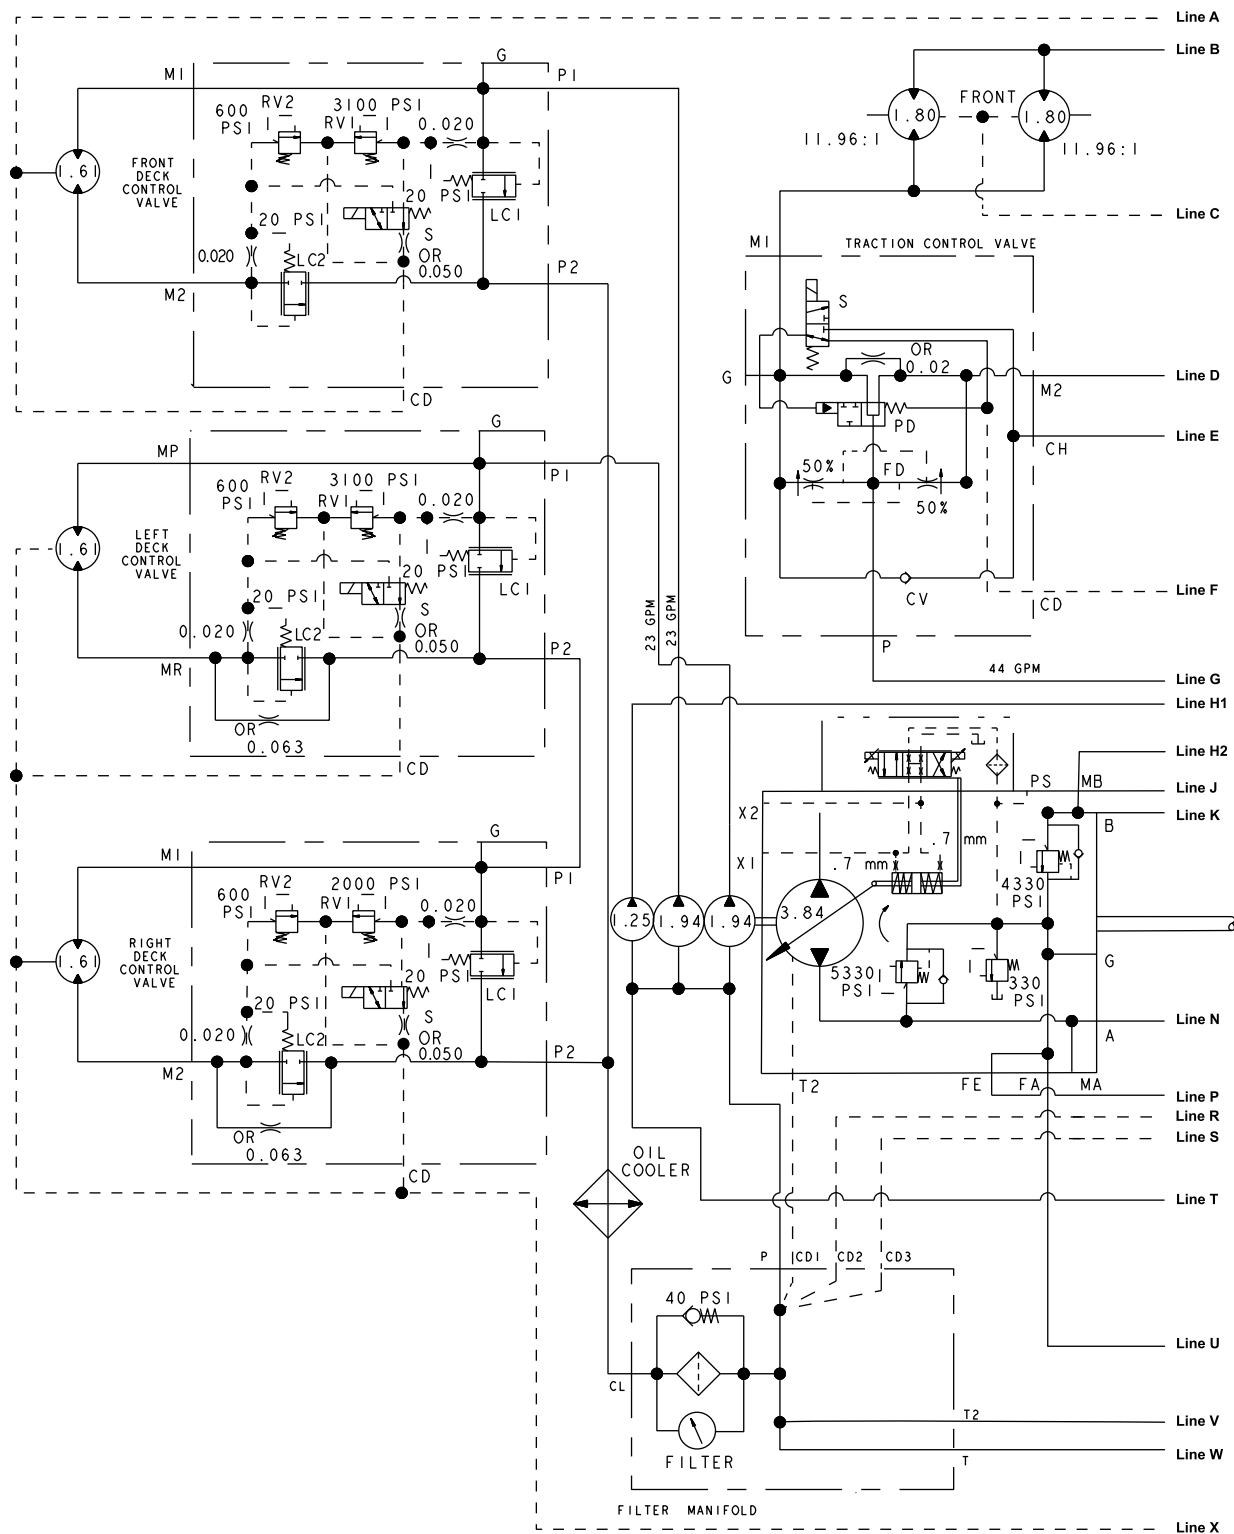 Line A
Line B
G
M1
P1
600
PSI
RV2
3100 PSI
RV1
0.020
FRONT
1.80
1.80
11.96:1
11.96:1
1.61
FRONT
DECK
CONTROL
VALVE
20
PSI
LC1
20 PSI
S
OR
0.050
0.020
LC2
P2
M2
Line C
M1
TRACTION CONTROL VALVE
S
OR
0.02
G
Line D
M2
CD
PD
Line E
CH
G
MP
P1
600
PSI
RV2
3100 PSI
RV1
0.020
50%
FD
50%
1.61
LEFT
DECK
CONTROL
VALVE
20
PSI
LC1
20 PSI
S
OR
0.050
0.020
LC2
P2
MR
OR
0.063
CD
CV
CD
Line F
23 GPM
23 GPM
P
44 GPM
Line G
Line H1
Line H2
PS
MB
Line J
X2
B
Line K
.7 mm
X1
.7 mm
4330
PSI
G
M1
P1
600
PSI
RV2
2000 PSI
RV1
0.020
1.25
1.94
1.94
3.84
1.61
RIGHT
DECK
CONTROL
VALVE
20
PSI
LC1
5330
PSI
330
PSI
G
20 PSI
S
OR
0.050
0.020
LC2
P2
M2
Line N
A
T2
FE
FA
MA
Line P
Line R
Line S
OR
0.063
CD
OIL
COOLER
Line T
P
CD1
CD2
CD3
40 PSI
Line U
CL
T2
Line V
FILTER
T
Line W
FILTER MANIFOLD
Line X